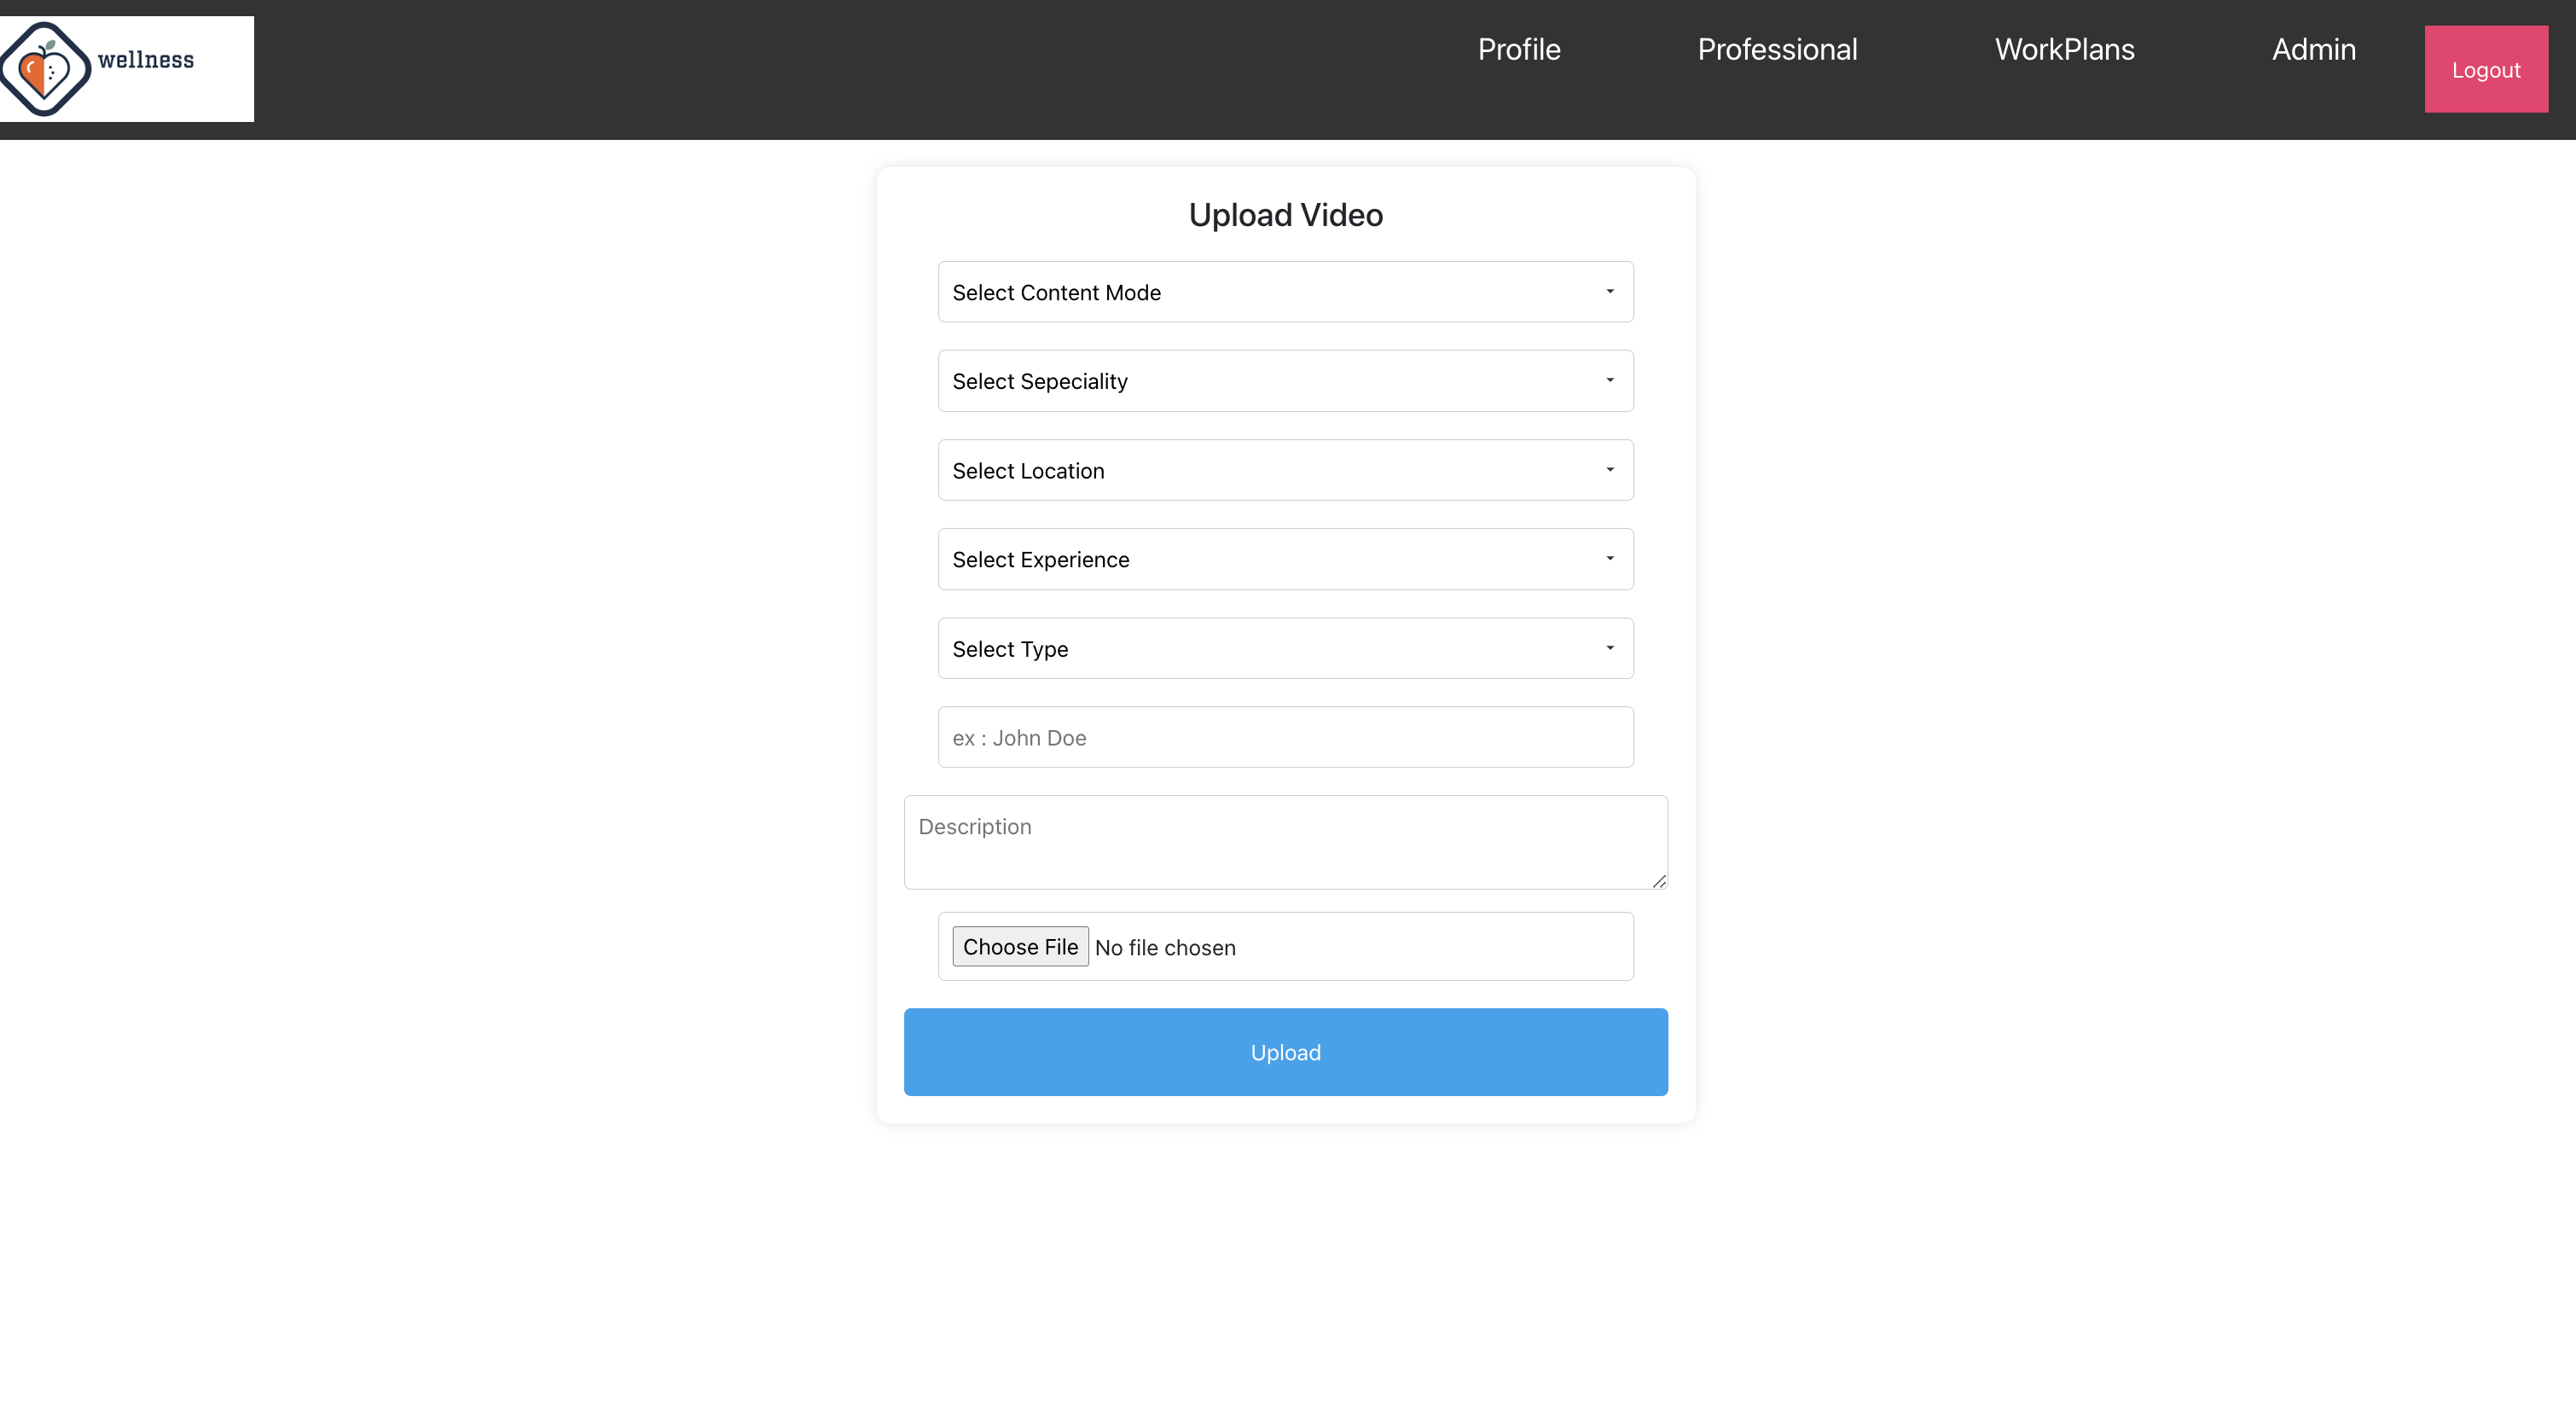 wellness
Profile
Professional
WorkPlans
Admin
Logout
Upload Video
Select Content Mode
Select Sepeciality
Select Location
Select Experience
Select Type
ex : John Doe
Description
Choose File No file chosen
Upload